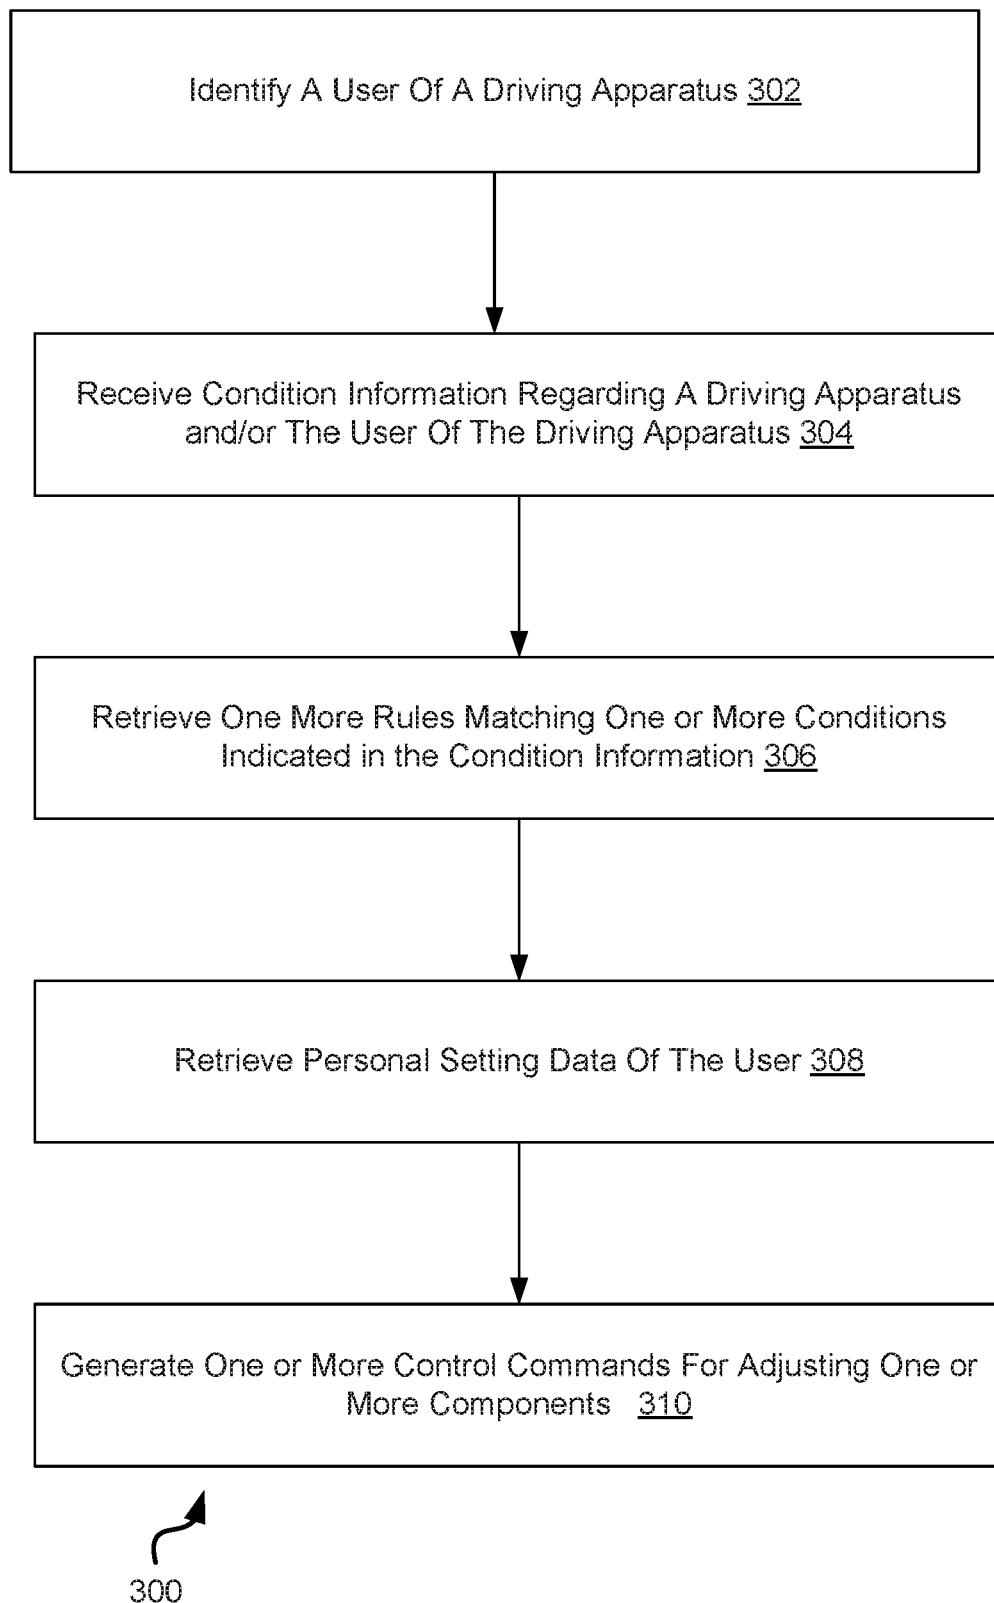 Identify A User Of A Driving Apparatus 302
Receive Condition Information Regarding A Driving Apparatus
and/or The User Of The Driving Apparatus 304
Retrieve One More Rules Matching One or More Conditions
Indicated in the Condition Information 306
Retrieve Personal Setting Data Of The User 308
Generate One or More Control Commands For Adjusting One or
More Components 310
300